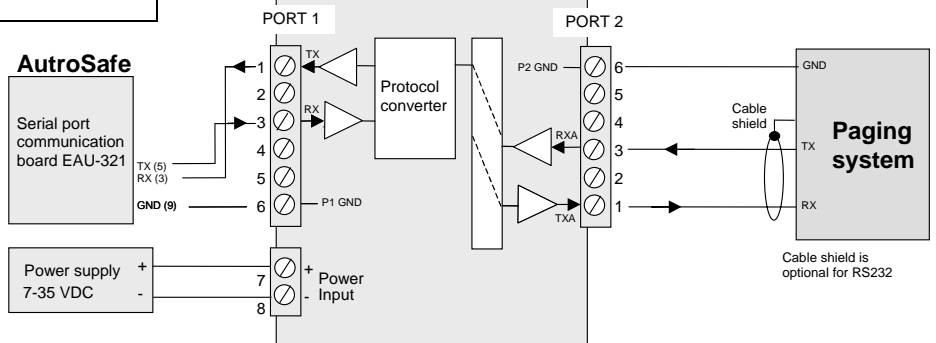 PORT 1
PORT 2
AutroSafe
Serial port
communication
board EAU-321
TX (5)
RX (3)
GND (9)
1
2
3
4
5
6
TX
RX
P1 GND
Protocol
converter
P2 GND
RXA
TXA
6
5
4
3
2
1
Cable
shield
GND
TX
RX
Paging
system
Cable shield is
optional for RS232
Power supply
7-35 VDC
+
-
7
8
+
-
Power
Input